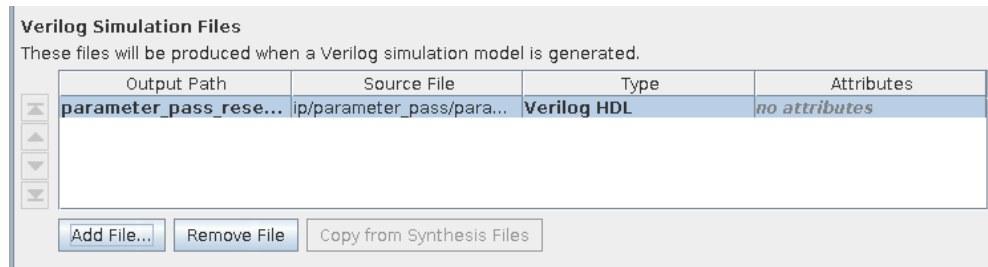 Verilog Simulation Files
These files will be produced when a Verilog simulation model is generated.
Output Path Source File Type Attributes
parameter_pass_rese... ip/parameter_pass/para... Verilog HDL no attributes
Add File... Remove File Copy from Synthesis Files